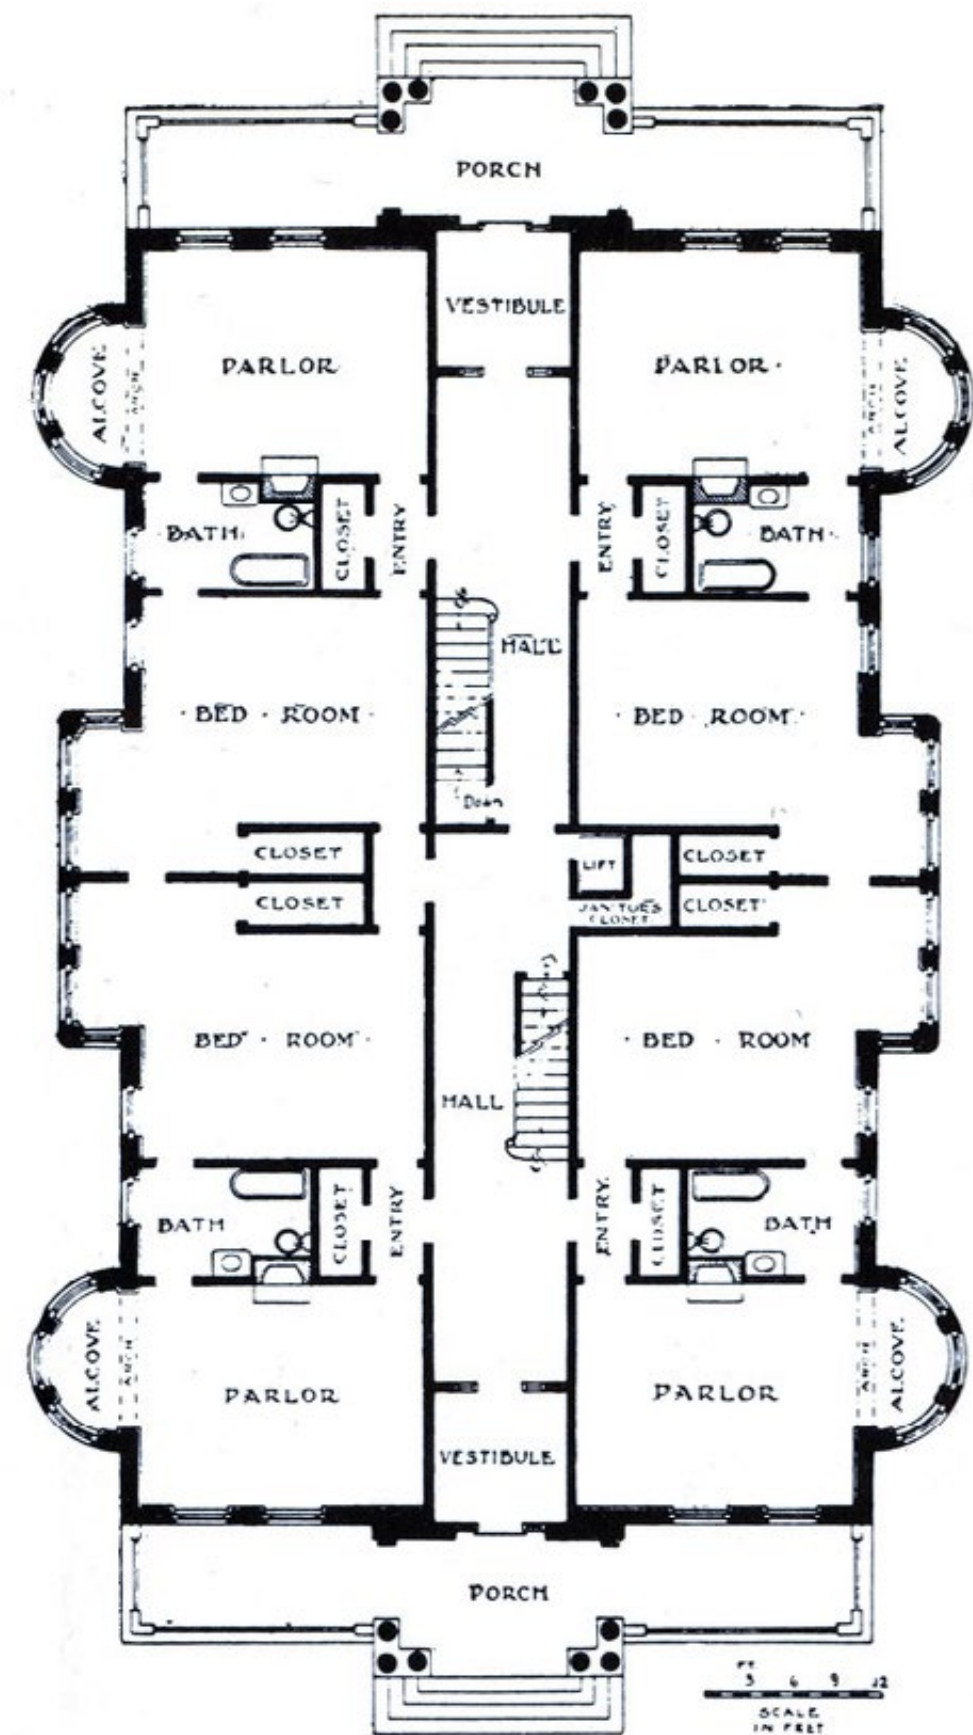 PORCH
VESTIBULE
PARLOR
PARLOR
ALCOVE
ARCH
ARCH
ALCOVE
BATH
CLOSET
ENTRY
ENTRY
CLOSET
BATH
HALL
BED ROOM
BED ROOM
Down
CLOSET
LIFT
CLOSET
CLOSET
JANITOR'S
CLOSET
CLOSET
BED ROOM
BED ROOM
HALL
BATH
CLOSET
ENTRY
ENTRY
CLOSET
BATH
ALCOVE
ARCH
ARCH
ALCOVE
PARLOR
PARLOR
VESTIBULE
PORCH
FT
3 6 9 12
SCALE
IN FEET